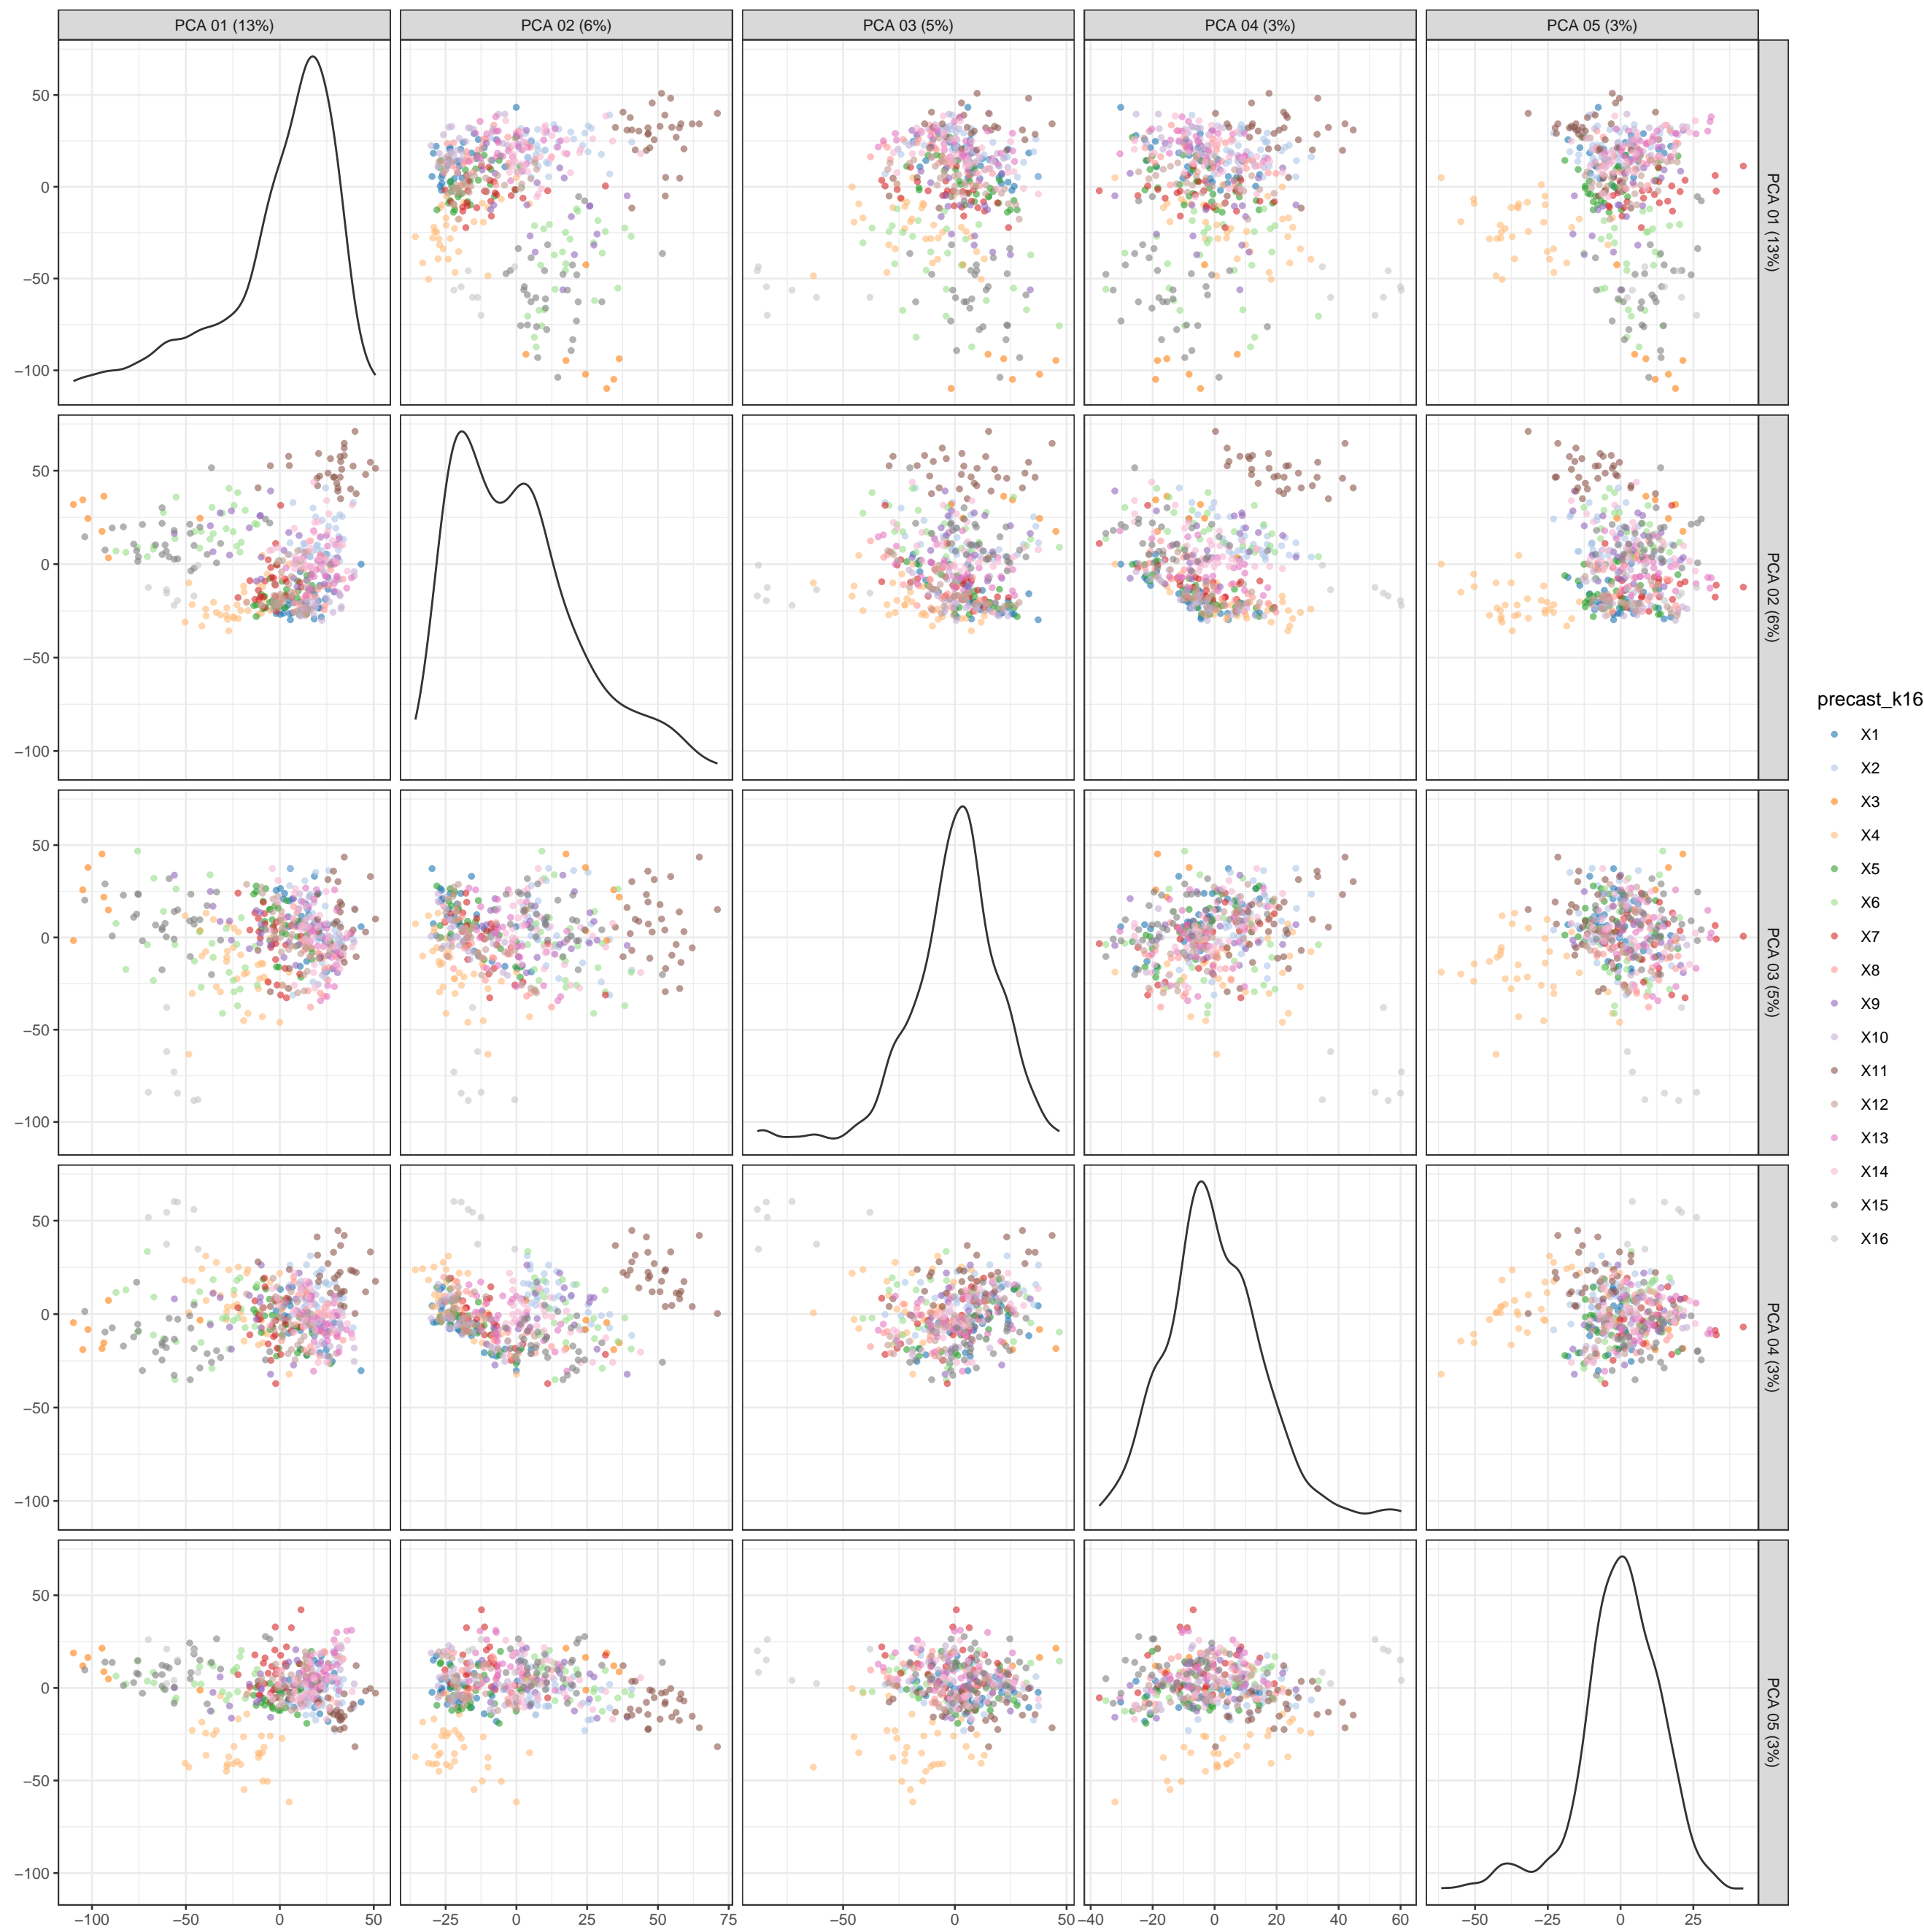 PCA 01 (13%) PCA 02 (6%) PCA 03 (5%) PCA 04 (3%) PCA 05 (3%)
50
0
−50
−100
PCA 01 (13%)
50
0
−50
−100
PCA 02 (6%)
50
0
−50
−100
PCA 03 (5%)
50
0
−50
−100
PCA 04 (3%)
50
0
−50
−100
PCA 05 (3%)
−100 −50 0 50
−25 0 25 50 75
−50 0 50
−40 −20 0 20 40 60
−50 −25 0 25
precast_k16
X1
X2
X3
X4
X5
X6
X7
X8
X9
X10
X11
X12
X13
X14
X15
X16